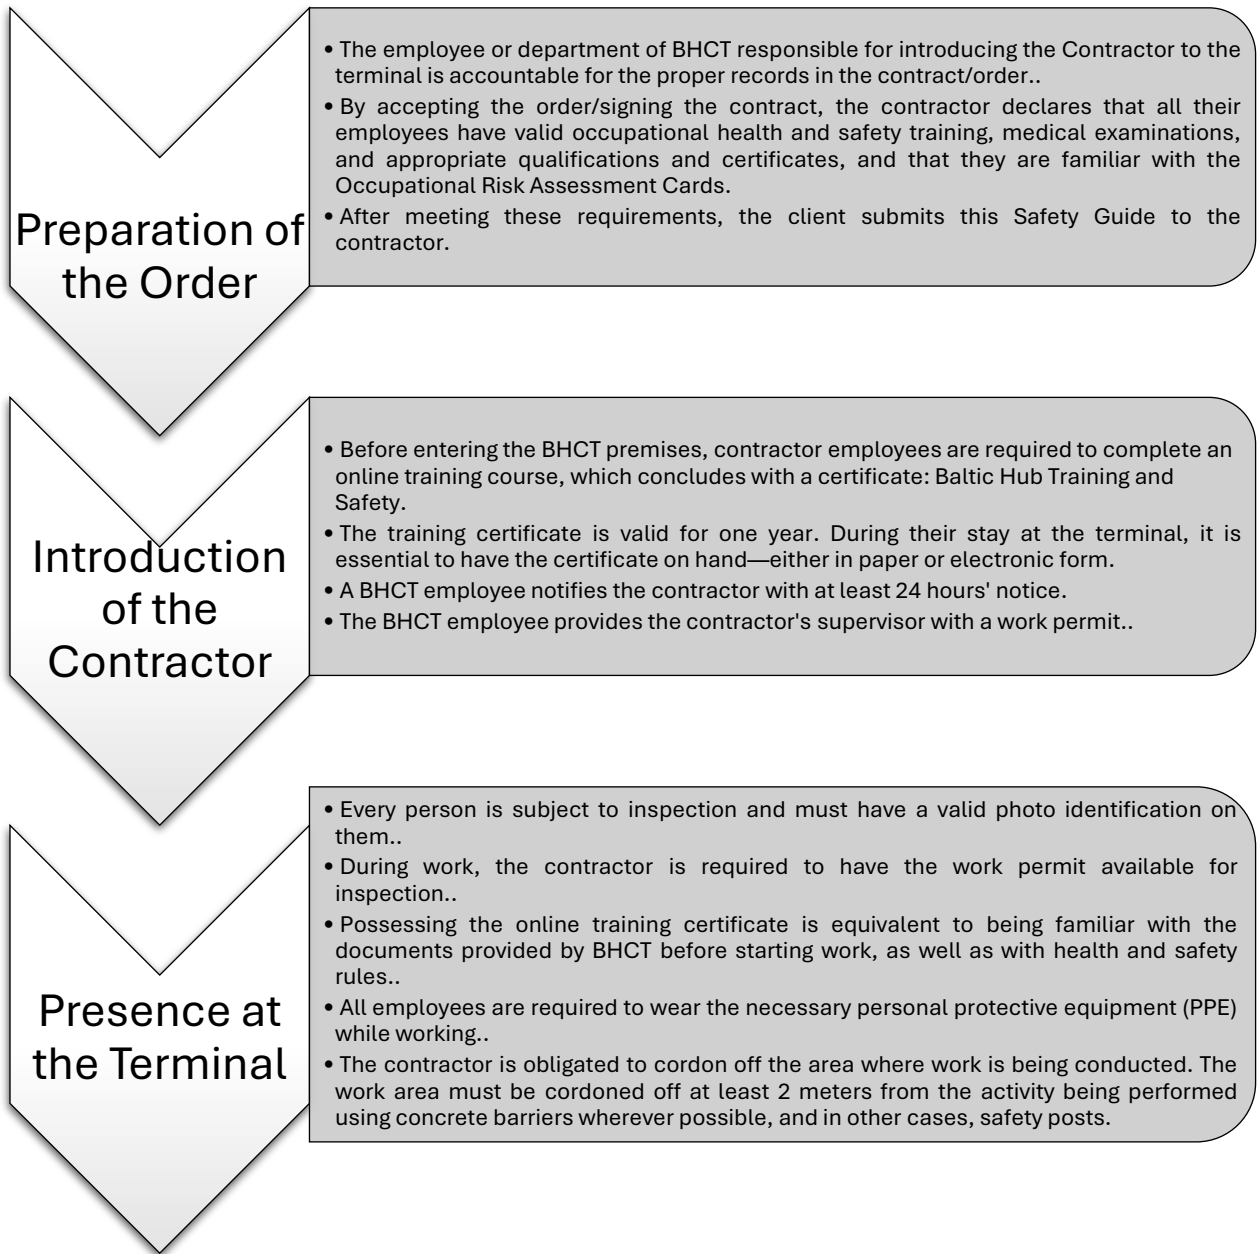 Preparation of
the Order
• The employee or department of BHCT responsible for introducing the Contractor to the
terminal is accountable for the proper records in the contract/order..
• By accepting the order/signing the contract, the contractor declares that all their
employees have valid occupational health and safety training, medical examinations,
and appropriate qualifications and certificates, and that they are familiar with the
Occupational Risk Assessment Cards.
• After meeting these requirements, the client submits this Safety Guide to the
contractor.
Introduction
of the
Contractor
• Before entering the BHCT premises, contractor employees are required to complete an
online training course, which concludes with a certificate: Baltic Hub Training and
Safety.
• The training certificate is valid for one year. During their stay at the terminal, it is
essential to have the certificate on hand—either in paper or electronic form.
• A BHCT employee notifies the contractor with at least 24 hours' notice.
• The BHCT employee provides the contractor's supervisor with a work permit..
Presence at
the Terminal
• Every person is subject to inspection and must have a valid photo identification on
them..
• During work, the contractor is required to have the work permit available for
inspection..
• Possessing the online training certificate is equivalent to being familiar with the
documents provided by BHCT before starting work, as well as with health and safety
rules..
• All employees are required to wear the necessary personal protective equipment (PPE)
while working..
• The contractor is obligated to cordon off the area where work is being conducted. The
work area must be cordoned off at least 2 meters from the activity being performed
using concrete barriers wherever possible, and in other cases, safety posts.